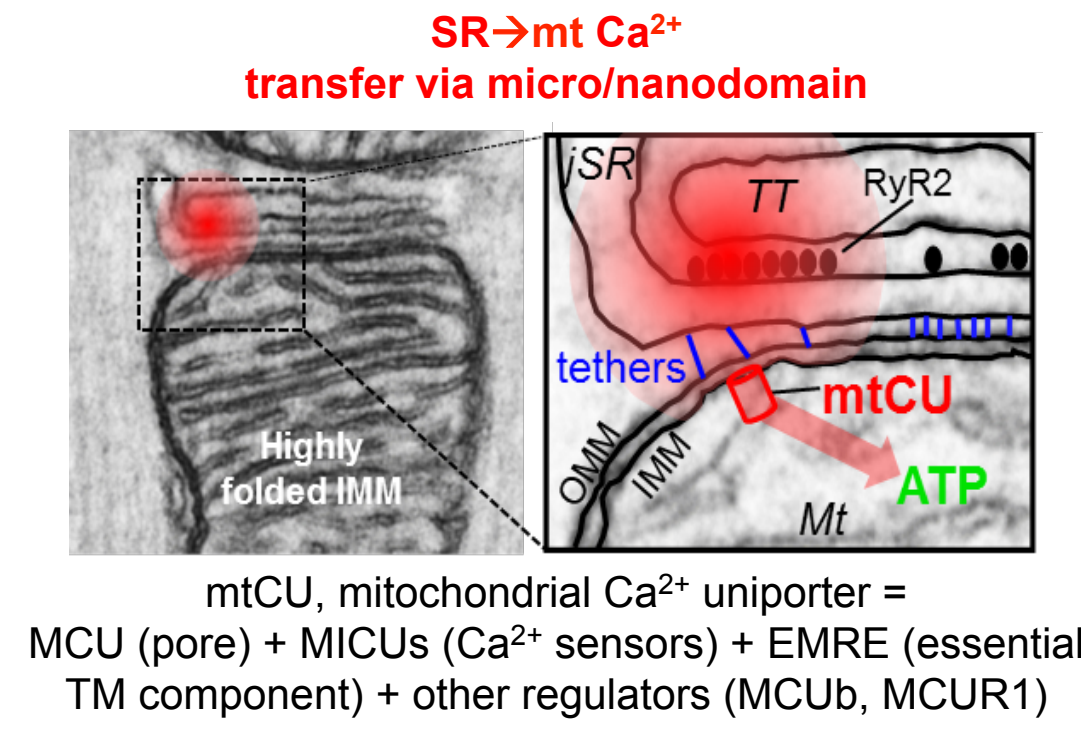 SR→mt Ca²⁺
transfer via micro/nanodomain
Highly
folded IMM
jSR
TT
RyR2
tethers
mtCU
OMM
IMM
ATP
Mt
mtCU, mitochondrial Ca²⁺ uniporter =
MCU (pore) + MICUs (Ca²⁺ sensors) + EMRE (essential
TM component) + other regulators (MCUb, MCUR1)